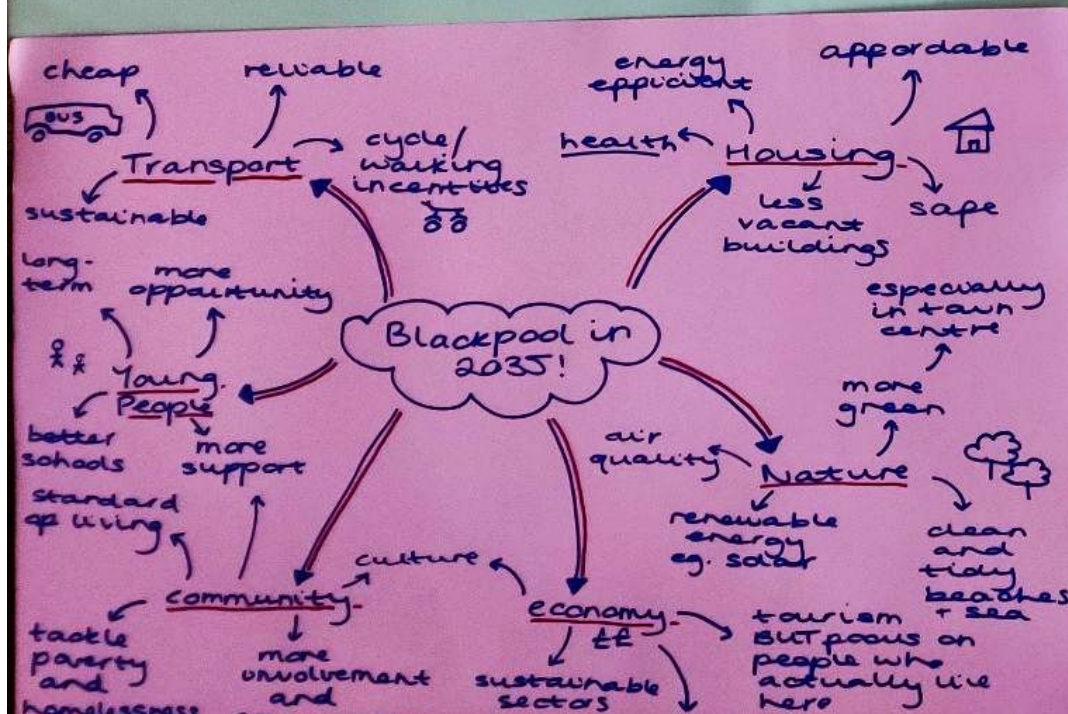 cheap
reliable
BUS
Transport
cycle/
walking
incentives
sustainable
energy
efficient
affordable
health
Housing
less
vacant
buildings
safe
long-
term
more
opportunity
Young
People
better
schools
more
support
Blackpool in
2035!
especially
in town
centre
more
green
air
quality
Nature
renewable
energy
eg. solar
clean
and
tidy
beaches
+ sea
standard
of living
culture
community
tackle
poverty
and
homelessness
more
involvement
and
economy
££
sustainable
sectors
tourism
BUT focus on
people who
actually live
here